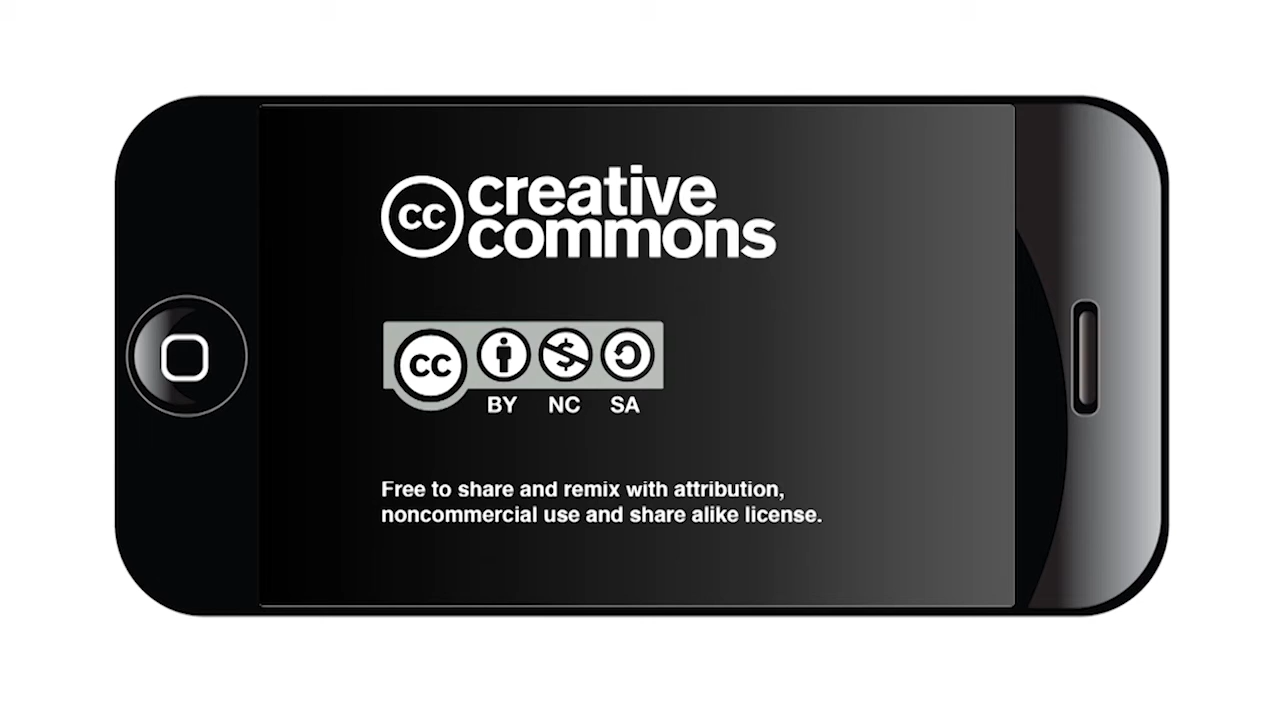 cc creative
commons
cc
BY NC SA
Free to share and remix with attribution,
noncommercial use and share alike license.